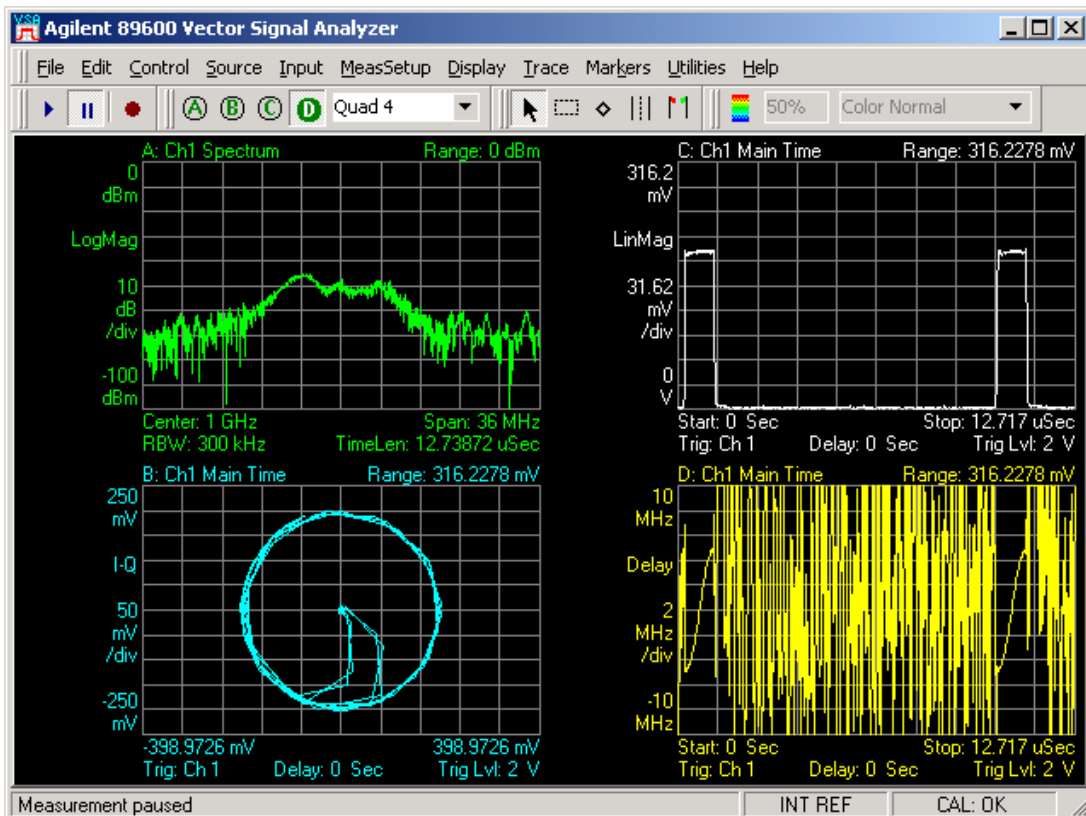 VSA Agilent 89600 Vector Signal Analyzer
File Edit Control Source Input MeasSetup Display Trace Markers Utilities Help
A B C D Quad 4 50% Color Normal
A: Ch1 Spectrum Range: 0 dBm
0
dBm
LogMag
10
dB
/div
-100
dBm
Center: 1 GHz Span: 36 MHz
RBW: 300 kHz TimeLen: 12.73872 uSec
C: Ch1 Main Time Range: 316.2278 mV
316.2
mV
LinMag
31.62
mV
/div
0
V
Start: 0 Sec Stop: 12.717 uSec
Trig: Ch 1 Delay: 0 Sec Trig Lvl: 2 V
B: Ch1 Main Time Range: 316.2278 mV
250
mV
I-Q
50
mV
/div
-250
mV
-398.9726 mV 398.9726 mV
Trig: Ch 1 Delay: 0 Sec Trig Lvl: 2 V
D: Ch1 Main Time Range: 316.2278 mV
10
MHz
Delay
2
MHz
/div
-10
MHz
Start: 0 Sec Stop: 12.717 uSec
Trig: Ch 1 Delay: 0 Sec Trig Lvl: 2 V
Measurement paused INT REF CAL: OK